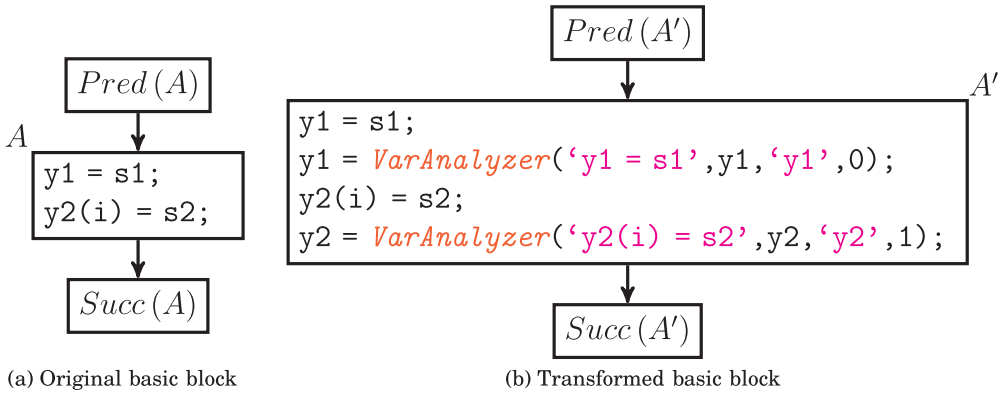 Pred (A)
A
y1 = s1;
y2(i) = s2;
Succ (A)
(a) Original basic block
Pred (A′)
A′
y1 = s1;
y1 = VarAnalyzer(‘y1 = s1’,y1,‘y1’,0);
y2(i) = s2;
y2 = VarAnalyzer(‘y2(i) = s2’,y2,‘y2’,1);
Succ (A′)
(b) Transformed basic block